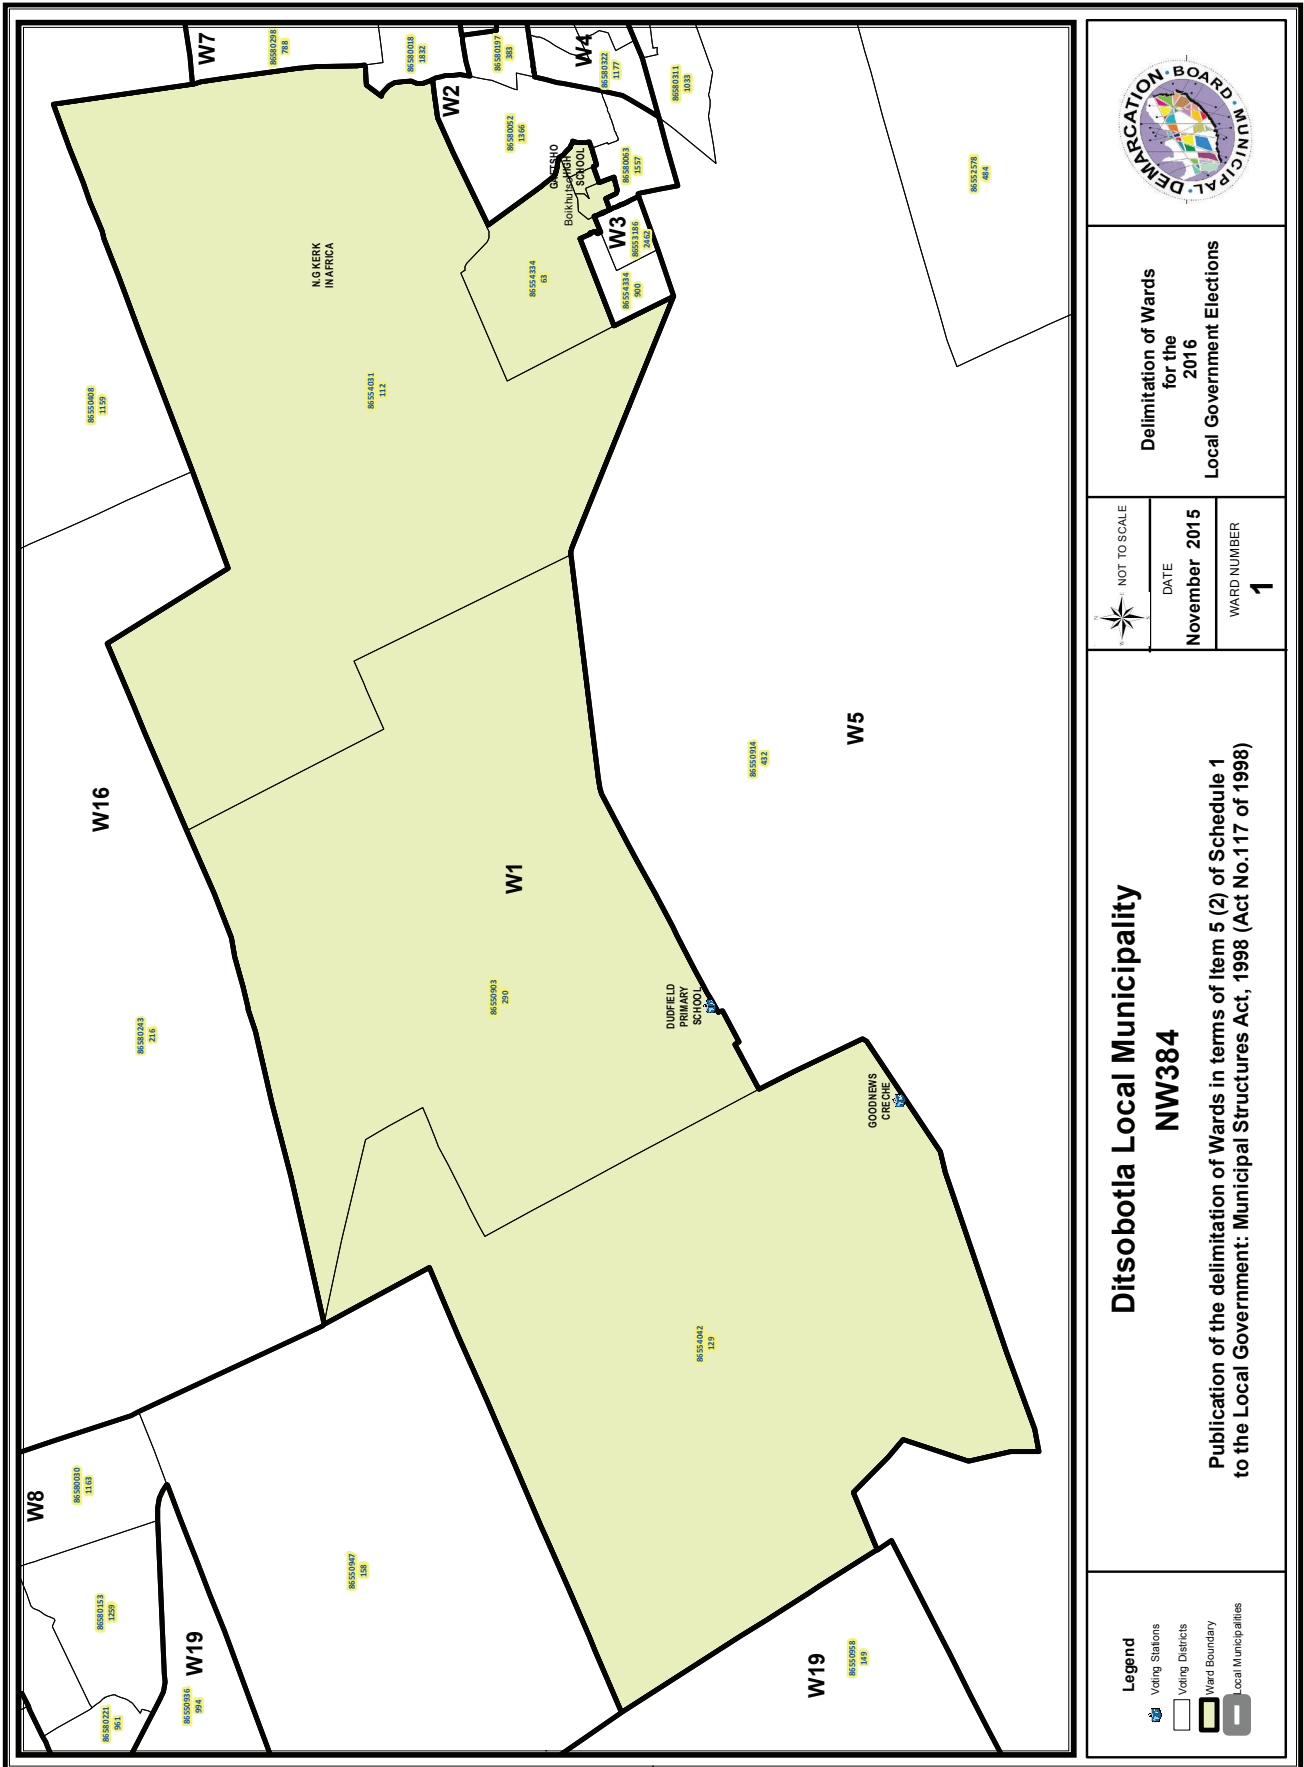 W7
86580298
788
86580018
1832
86580197
383
W4
86580322
1177
86580311
1033
W2
86580052
1366
86580063
1557
SCHOOL
HIGH
W3
86553186
2462
86554334
900
86554334
63
86552578
484
N.G KERK
IN AFRICA
86550408
1159
86554031
112
W16
W5
86550914
432
W1
86550903
290
86580243
216
DUDFIELD
PRIMARY
SCHOOL
GOODNEWS
CRECHE
86554042
129
W8
86580030
1163
86580153
1259
86580221
961
W19
86550936
994
86550947
158
W19
86550958
149
Legend
Voting Stations
Voting Districts
Ward Boundary
Local Municipalities
Ditsobotla Local Municipality
NW384
Publication of the delimitation of Wards in terms of Item 5 (2) of Schedule 1
to the Local Government: Municipal Structures Act, 1998 (Act No.117 of 1998)
NOT TO SCALE
DATE
November 2015
WARD NUMBER
1
Delimitation of Wards
for the
2016
Local Government Elections
MUNICIPAL • DEMARCATION • BOARD •